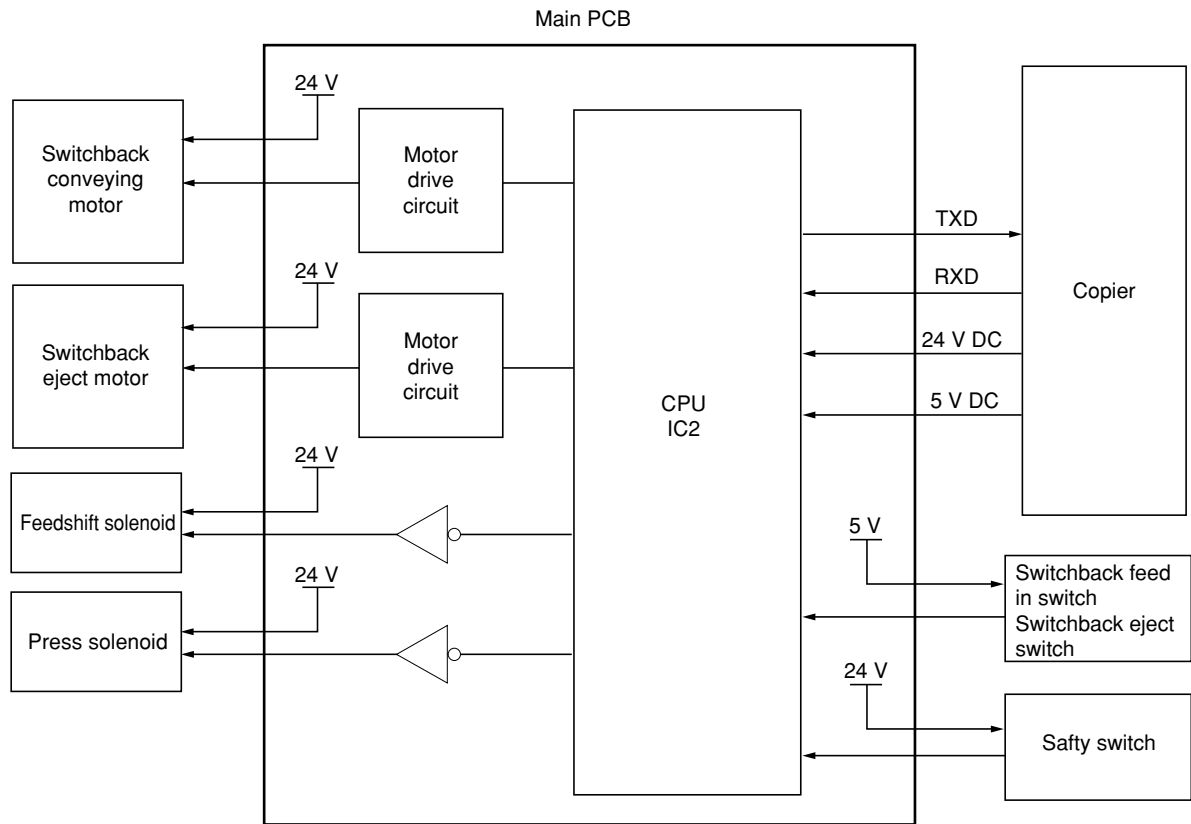 Main PCB
24 V
Switchback
conveying
motor
Motor
drive
circuit
24 V
Switchback
eject motor
Motor
drive
circuit
24 V
Feedshift solenoid
24 V
Press solenoid
CPU
IC2
TXD
RXD
24 V DC
5 V DC
Copier
5 V
Switchback feed
in switch
Switchback eject
switch
24 V
Safty switch